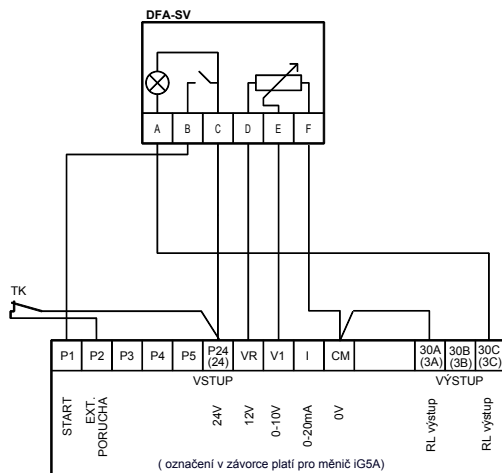 DFA-SV
A B C D E F
TK
P1 P2 P3 P4 P5 P24 (24) VR V1 I CM 30A (3A) 30B (3B) 30C (3C)
VSTUP VÝSTUP
START
EXT. PORUCHA
24V
12V
0-10V
0-20mA
0V
RL výstup
RL výstup
( označení v závorce platí pro měnič iG5A)